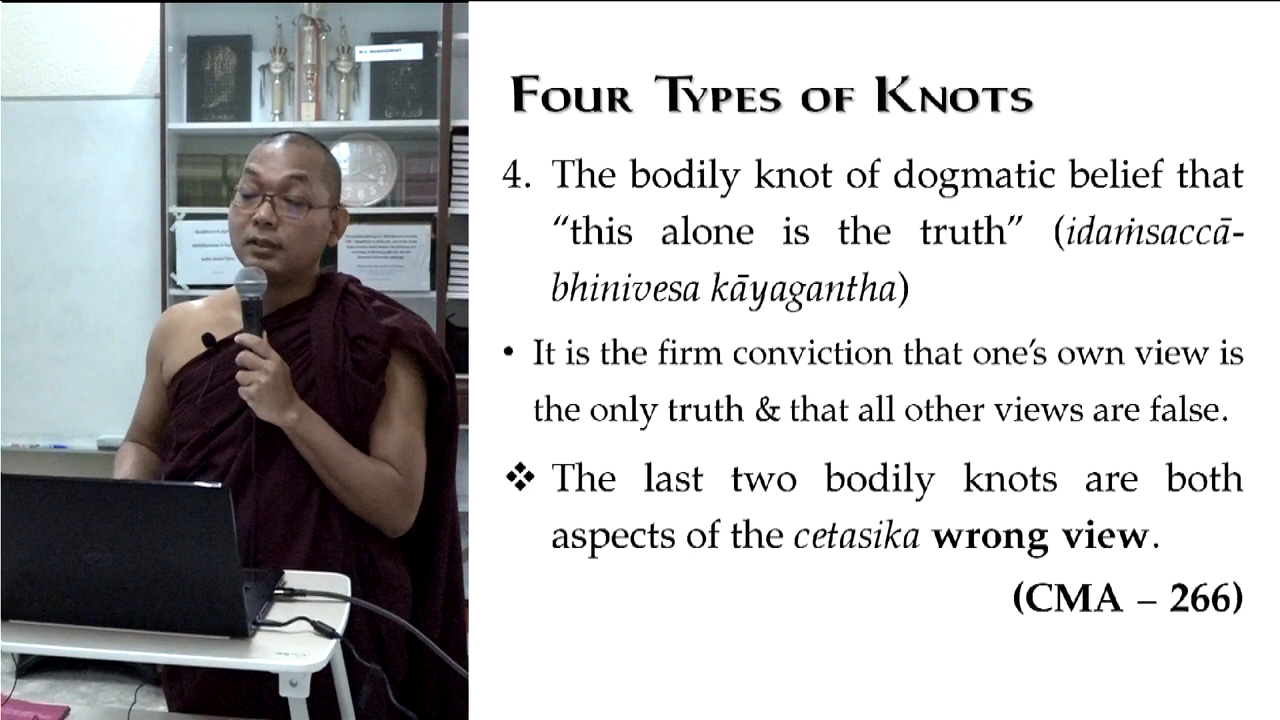 FOUR TYPES OF KNOTS
4. The bodily knot of dogmatic belief that
“this alone is the truth” (idaṁsaccā-
bhinivesa kāyagantha)
• It is the firm conviction that one’s own view is
the only truth & that all other views are false.
❖ The last two bodily knots are both
aspects of the cetasika wrong view.
(CMA – 266)